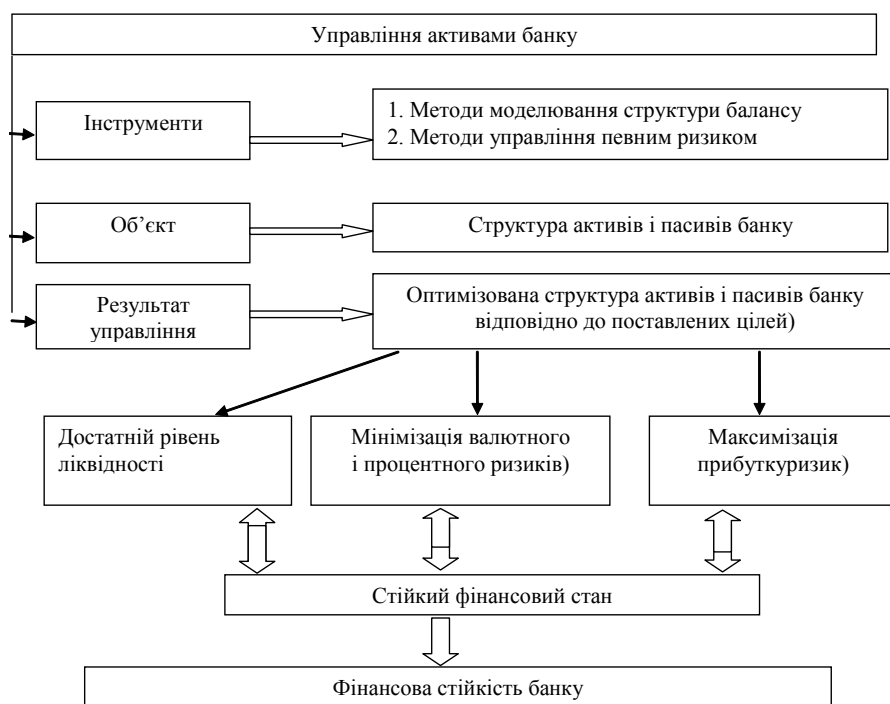 Управління активами банку
Інструменти
1. Методи моделювання структури балансу
2. Методи управління певним ризиком
Об’єкт
Структура активів і пасивів банку
Результат
управління
Оптимізована структура активів і пасивів банку
відповідно до поставлених цілей)
Достатній рівень
ліквідності
Мінімізація валютного
і процентного ризиків)
Максимізація
прибуткуризик)
Стійкий фінансовий стан
Фінансова стійкість банку